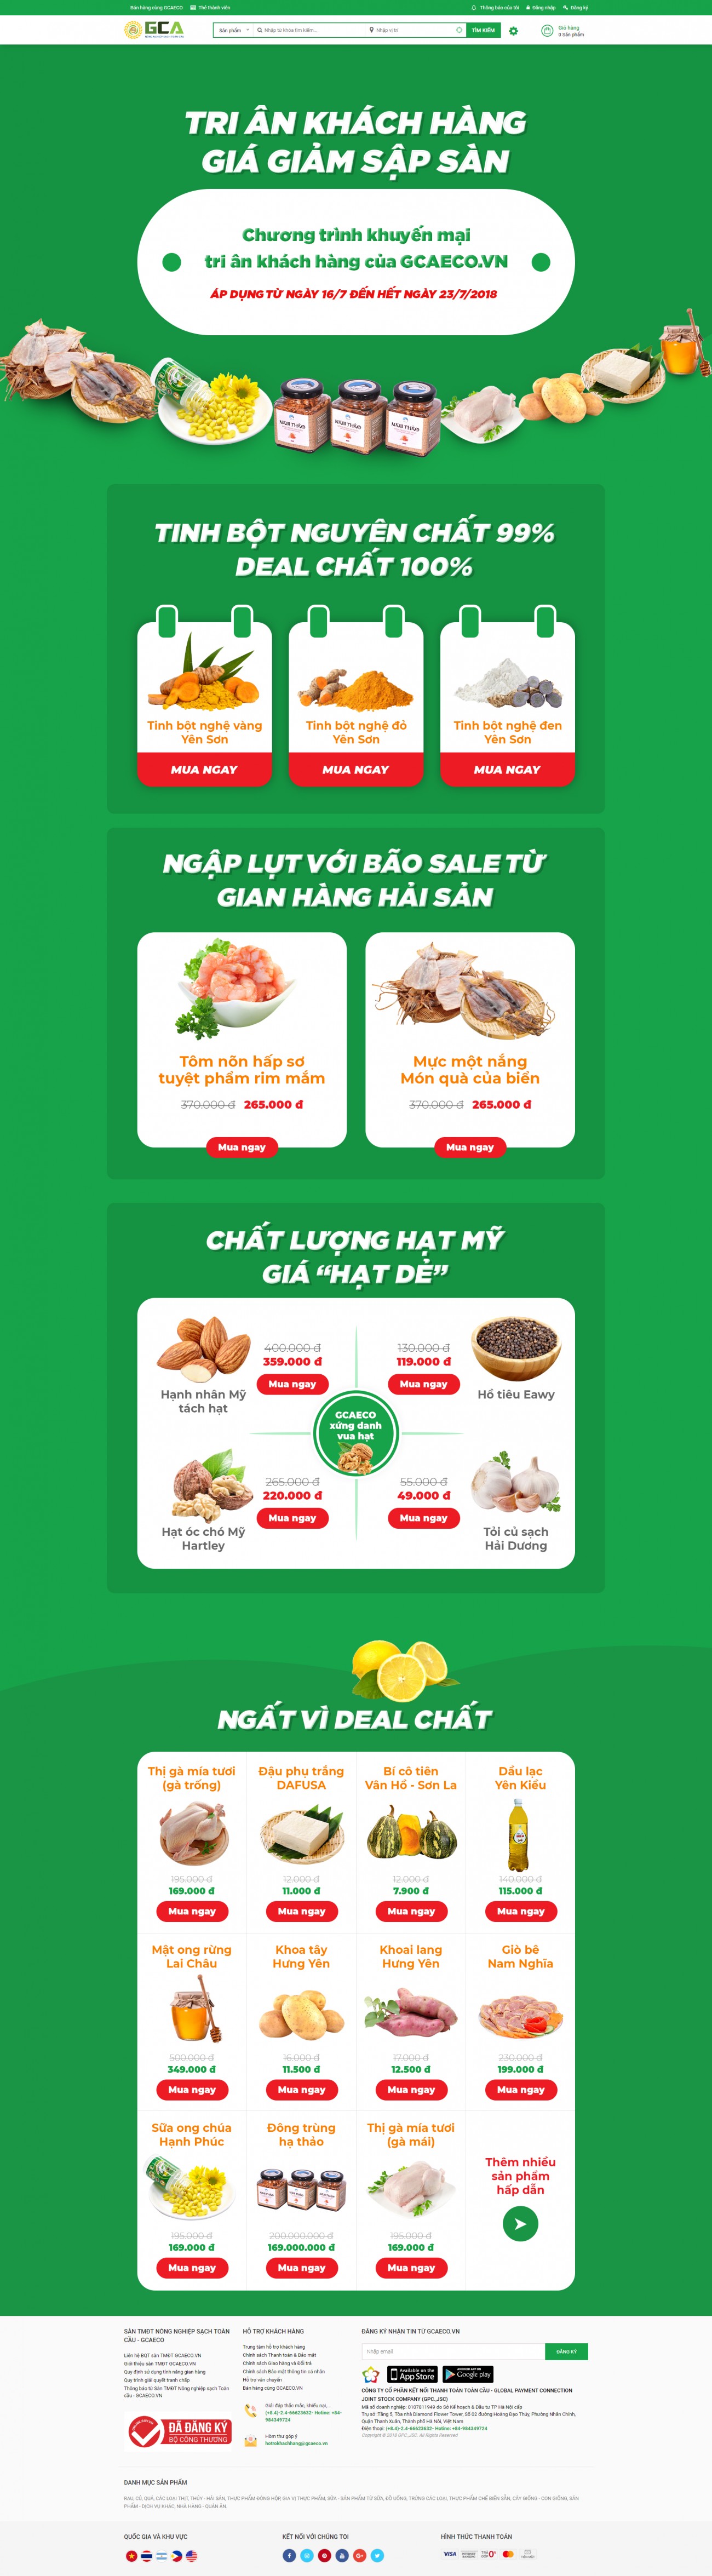 Bán hàng cùng GCAECO
Thẻ thành viên
Thông báo của tôi
Đăng nhập
Đăng ký
GCA
Sản phẩm
Nhập từ khóa tìm kiếm...
Nhập vị trí
TÌM KIẾM
Giỏ hàng
0 Sản phẩm
TRI ÂN KHÁCH HÀNG
GIÁ GIẢM SẬP SÀN
Chương trình khuyến mại
tri ân khách hàng của GCAECO.VN
ÁP DỤNG TỪ NGÀY 16/7 ĐẾN HẾT NGÀY 23/7/2018
TINH BỘT NGUYÊN CHẤT 99%
DEAL CHẤT 100%
Tinh bột nghệ vàng
Yên Sơn
MUA NGAY
Tinh bột nghệ đỏ
Yên Sơn
MUA NGAY
Tinh bột nghệ đen
Yên Sơn
MUA NGAY
NGẬP LỤT VỚI BÃO SALE TỪ
GIAN HÀNG HẢI SẢN
Tôm nõn hấp sơ
tuyệt phẩm rim mắm
370.000 đ 265.000 đ
Mua ngay
Mực một nắng
Món quà của biển
370.000 đ 265.000 đ
Mua ngay
CHẤT LƯỢNG HẠT MỸ
GIÁ “HẠT DẺ”
400.000 đ
359.000 đ
Mua ngay
Hạnh nhân Mỹ
tách hạt
130.000 đ
119.000 đ
Mua ngay
Hồ tiêu Eawy
GCAECO
xứng danh
vua hạt
265.000 đ
220.000 đ
Mua ngay
Hạt óc chó Mỹ
Hartley
55.000 đ
49.000 đ
Mua ngay
Tỏi củ sạch
Hải Dương
NGẤT VÌ DEAL CHẤT
Thị gà mía tươi
(gà trống)
195.000 đ
169.000 đ
Mua ngay
Đậu phụ trắng
DAFUSA
12.000 đ
11.000 đ
Mua ngay
Bí cô tiên
Vân Hồ - Sơn La
12.000 đ
7.900 đ
Mua ngay
Dầu lạc
Yên Kiều
140.000 đ
115.000 đ
Mua ngay
Mật ong rừng
Lai Châu
500.000 đ
349.000 đ
Mua ngay
Khoa tây
Hưng Yên
16.000 đ
11.500 đ
Mua ngay
Khoai lang
Hưng Yên
17.000 đ
12.500 đ
Mua ngay
Giò bê
Nam Nghĩa
230.000 đ
199.000 đ
Mua ngay
Sữa ong chúa
Hạnh Phúc
195.000 đ
169.000 đ
Mua ngay
Đông trùng
hạ thảo
200.000.000 đ
169.000.000 đ
Mua ngay
Thị gà mía tươi
(gà mái)
195.000 đ
169.000 đ
Mua ngay
Thêm nhiều
sản phẩm
hấp dẫn
SÀN TMĐT NÔNG NGHIỆP SẠCH TOÀN
CẦU - GCAECO
Liên hệ BQT sàn TMĐT GCAECO.VN
Giới thiệu sàn TMĐT GCAECO.VN
Quy định sử dụng tính năng gian hàng
Quy trình giải quyết tranh chấp
Thông báo từ Sàn TMĐT Nông nghiệp sạch Toàn
cầu - GCAECO.VN
ĐÃ ĐĂNG KÝ
BỘ CÔNG THƯƠNG
HỖ TRỢ KHÁCH HÀNG
Trung tâm hỗ trợ khách hàng
Chính sách Thanh toán & Bảo mật
Chính sách Giao hàng và Đổi trả
Chính sách Bảo mật thông tin cá nhân
Hỗ trợ vận chuyển
Bán hàng cùng GCAECO.VN
Giải đáp thắc mắc, khiếu nại,...
(+8.4)-2.4-66623632- Hotline: +84-
984349724
Hòm thư góp ý
hotrokhachhang@gcaeco.vn
ĐĂNG KÝ NHẬN TIN TỪ GCAECO.VN
Nhập email
ĐĂNG KÝ
Available on the
App Store
ANDROID APP ON
Google play
CÔNG TY CỔ PHẦN KẾT NỐI THANH TOÁN TOÀN CẦU - GLOBAL PAYMENT CONNECTION
JOINT STOCK COMPANY (GPC.,JSC)
Mã số doanh nghiệp: 0107811949 do Sở Kế hoạch & Đầu tư TP Hà Nội cấp
Trụ sở :Tầng 5, Tòa nhà Diamond Flower Tower, Số 02 đường Hoàng Đạo Thúy, Phường Nhân Chính,
Quận Thanh Xuân, Thành phố Hà Nội, Việt Nam
Điện thoại: (+8.4)-2.4-66623632- Hotline: +84-984349724
Copyright © 2018 GPC.,JSC. All Rights Reserved
DANH MỤC SẢN PHẨM
RAU, CỦ, QUẢ, CÁC LOẠI THỊT, THỦY - HẢI SẢN, THỰC PHẨM ĐÓNG HỘP, GIA VỊ THỰC PHẨM, SỮA - SẢN PHẨM TỪ SỮA, ĐỒ UỐNG, TRỨNG CÁC LOẠI, THỰC PHẨM CHẾ BIẾN SẴN, CÂY GIỐNG - CON GIỐNG, SẢN
PHẨM - DỊCH VỤ KHÁC, NHÀ HÀNG - QUÁN ĂN.
QUỐC GIA VÀ KHU VỰC
KẾT NỐI VỚI CHÚNG TÔI
HÌNH THỨC THANH TOÁN
VISA